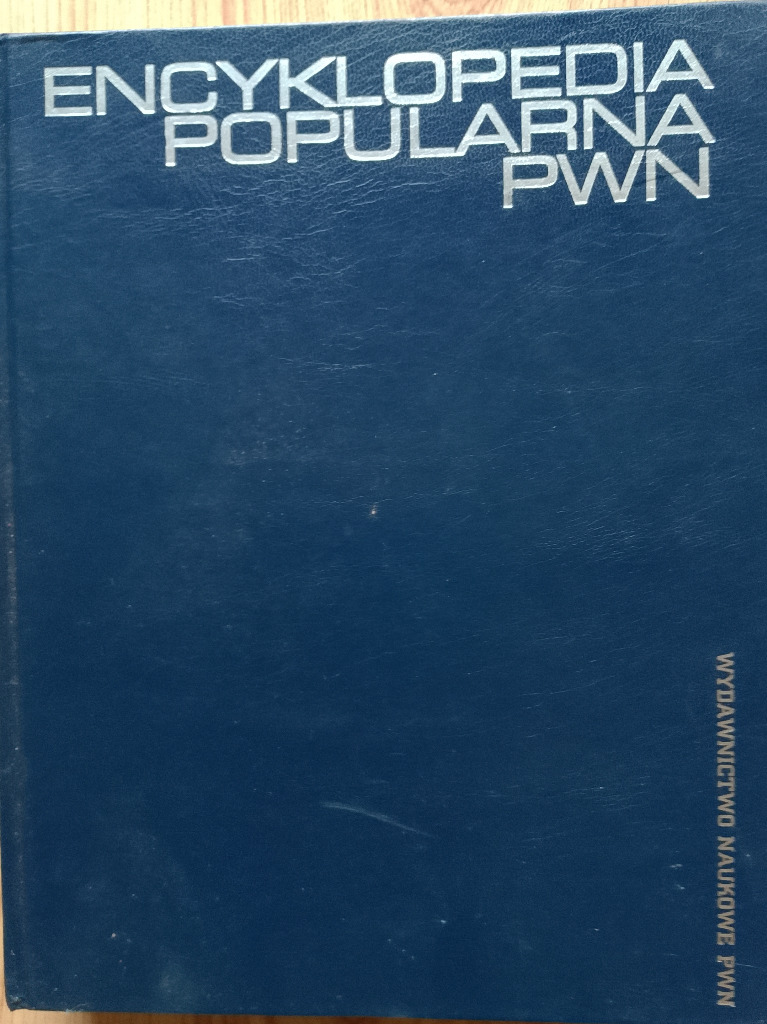 ENCYKLOPEDIA
POPULARNA
PWN
WYDAWNICTWO NAUKOWE PWN